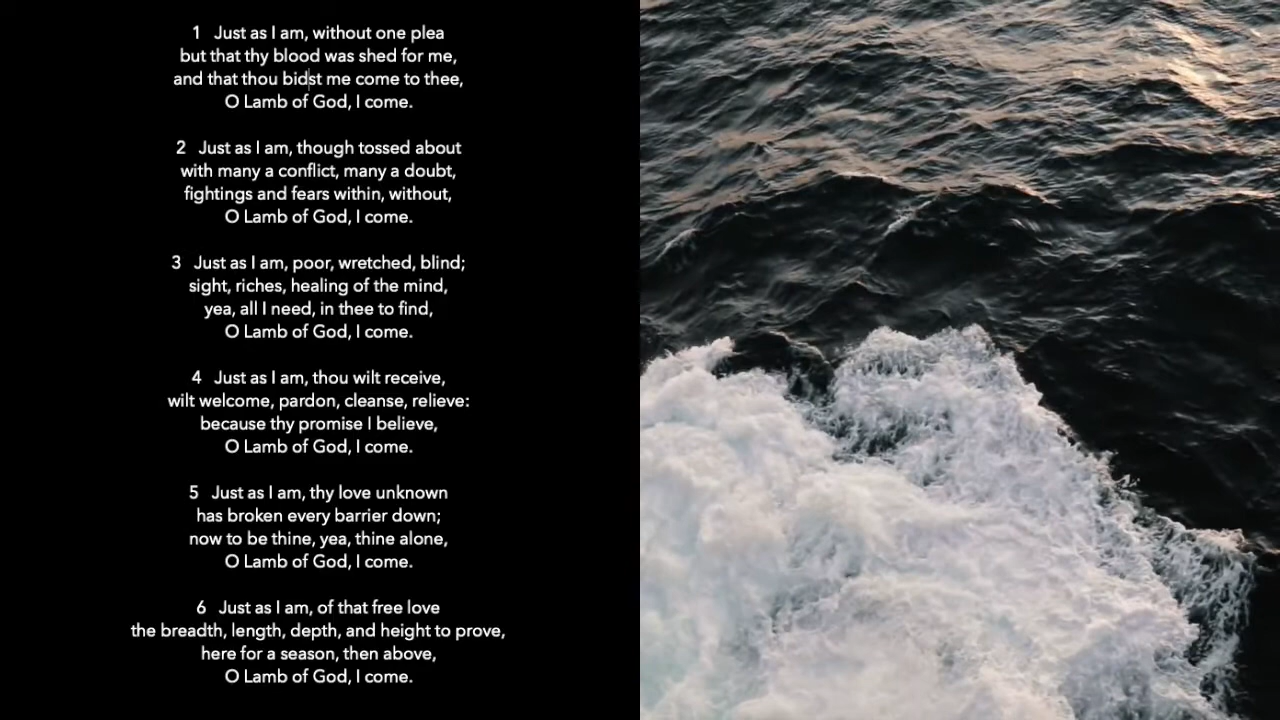 1 Just as I am, without one plea
but that thy blood was shed for me,
and that thou bidst me come to thee,
O Lamb of God, I come.
2 Just as I am, though tossed about
with many a conflict, many a doubt,
fightings and fears within, without,
O Lamb of God, I come.
3 Just as I am, poor, wretched, blind;
sight, riches, healing of the mind,
yea, all I need, in thee to find,
O Lamb of God, I come.
4 Just as I am, thou wilt receive,
wilt welcome, pardon, cleanse, relieve:
because thy promise I believe,
O Lamb of God, I come.
5 Just as I am, thy love unknown
has broken every barrier down;
now to be thine, yea, thine alone,
O Lamb of God, I come.
6 Just as I am, of that free love
the breadth, length, depth, and height to prove,
here for a season, then above,
O Lamb of God, I come.